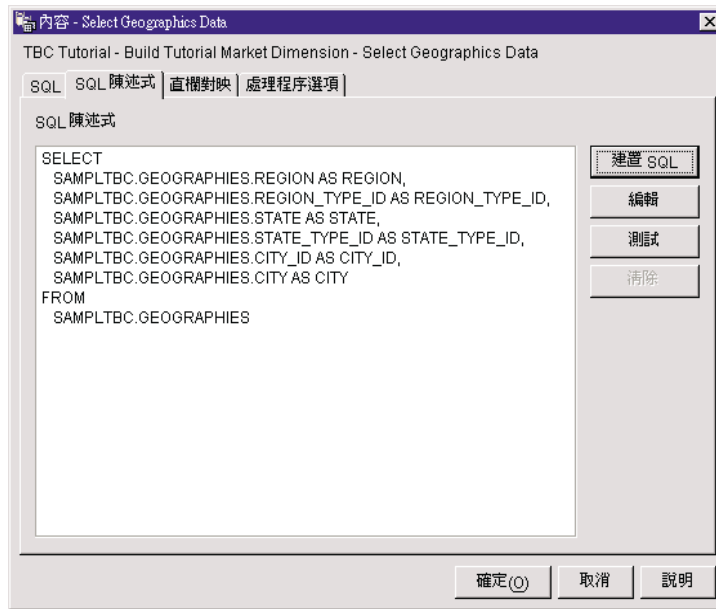 內容 - Select Geographics Data
TBC Tutorial - Build Tutorial Market Dimension - Select Geographics Data
SQL SQL 陳述式 直欄對映 處理程序選項
SQL 陳述式
SELECT
SAMPLTBC.GEOGRAPHIES.REGION AS REGION,
SAMPLTBC.GEOGRAPHIES.REGION_TYPE_ID AS REGION_TYPE_ID,
SAMPLTBC.GEOGRAPHIES.STATE AS STATE,
SAMPLTBC.GEOGRAPHIES.STATE_TYPE_ID AS STATE_TYPE_ID,
SAMPLTBC.GEOGRAPHIES.CITY_ID AS CITY_ID,
SAMPLTBC.GEOGRAPHIES.CITY AS CITY
FROM
SAMPLTBC.GEOGRAPHIES
建置 SQL
編輯
測試
清除
確定(O) 取消 說明